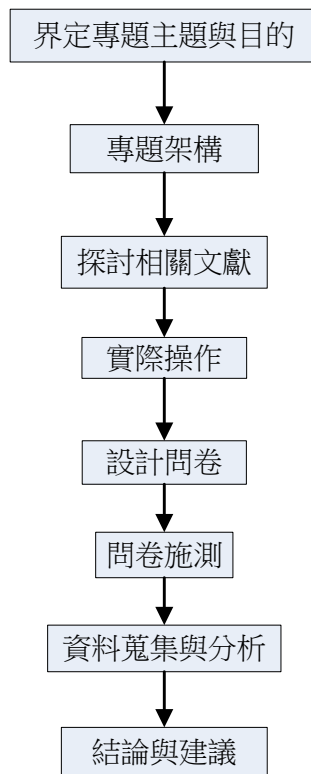 界定專題主題與目的
專題架構
探討相關文獻
實際操作
設計問卷
問卷施測
資料蒐集與分析
結論與建議